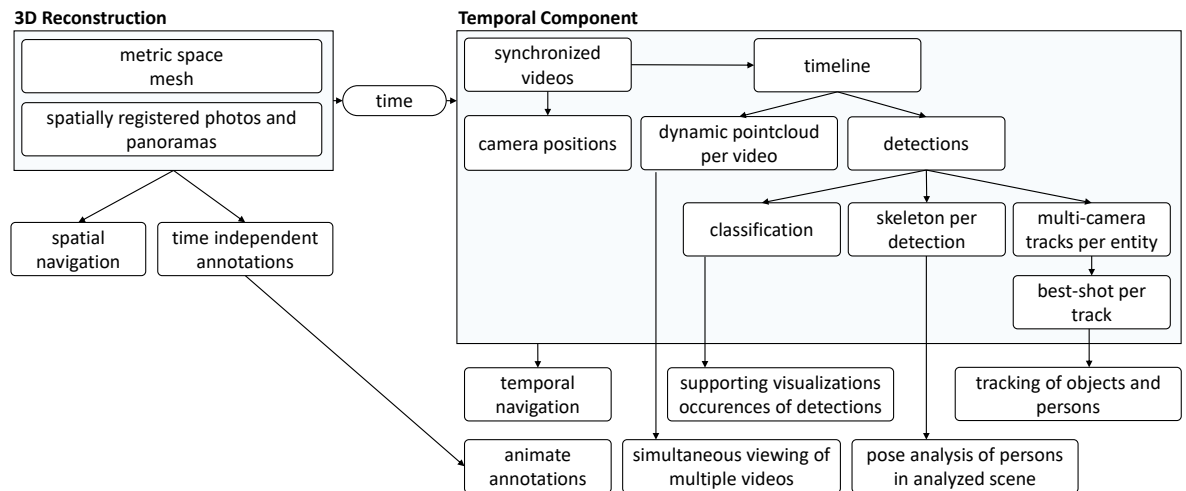 3D Reconstruction
metric space
mesh
spatially registered photos and
panoramas
spatial
navigation
time independent
annotations
time
Temporal Component
synchronized
videos
timeline
camera positions
dynamic pointcloud
per video
detections
classification
skeleton per
detection
multi-camera
tracks per entity
best-shot per
track
temporal
navigation
supporting visualizations
occurences of detections
tracking of objects and
persons
animate
annotations
simultaneous viewing of
multiple videos
pose analysis of persons
in analyzed scene